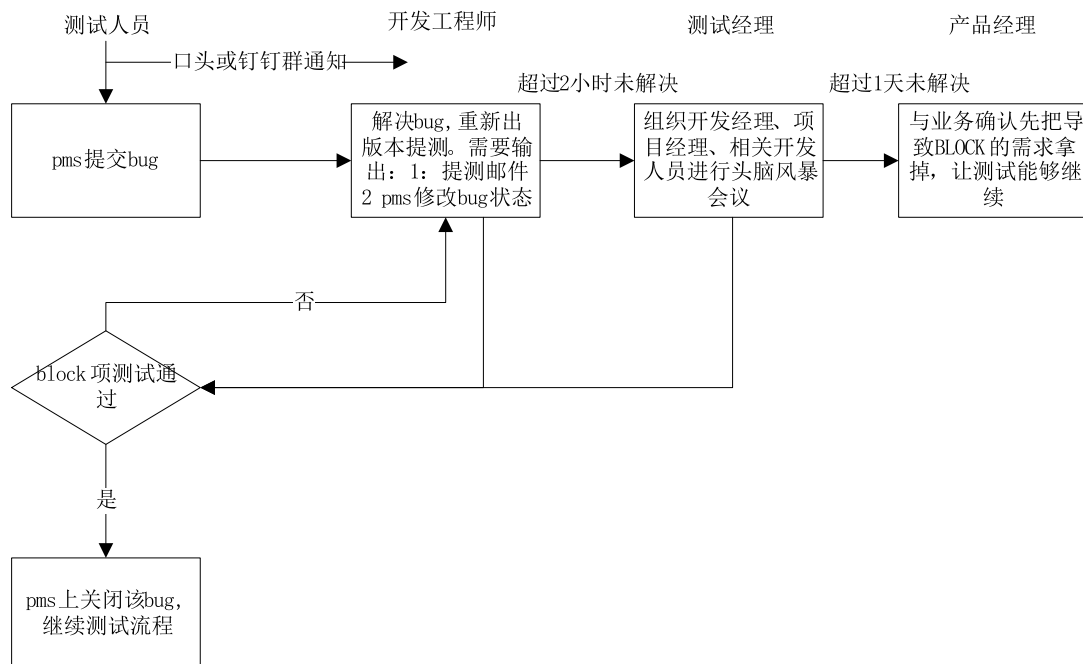 测试人员
开发工程师
测试经理
产品经理
口头或钉钉群通知
超过2小时未解决
超过1天未解决
pms提交bug
解决bug,重新出
版本提测。需要输
出：1：提测邮件
2 pms修改bug状态
组织开发经理、项
目经理、相关开发
人员进行头脑风暴
会议
与业务确认先把导
致BLOCK的需求拿
掉，让测试能够继
续
否
block项测试通
过
是
pms上关闭该bug,
继续测试流程